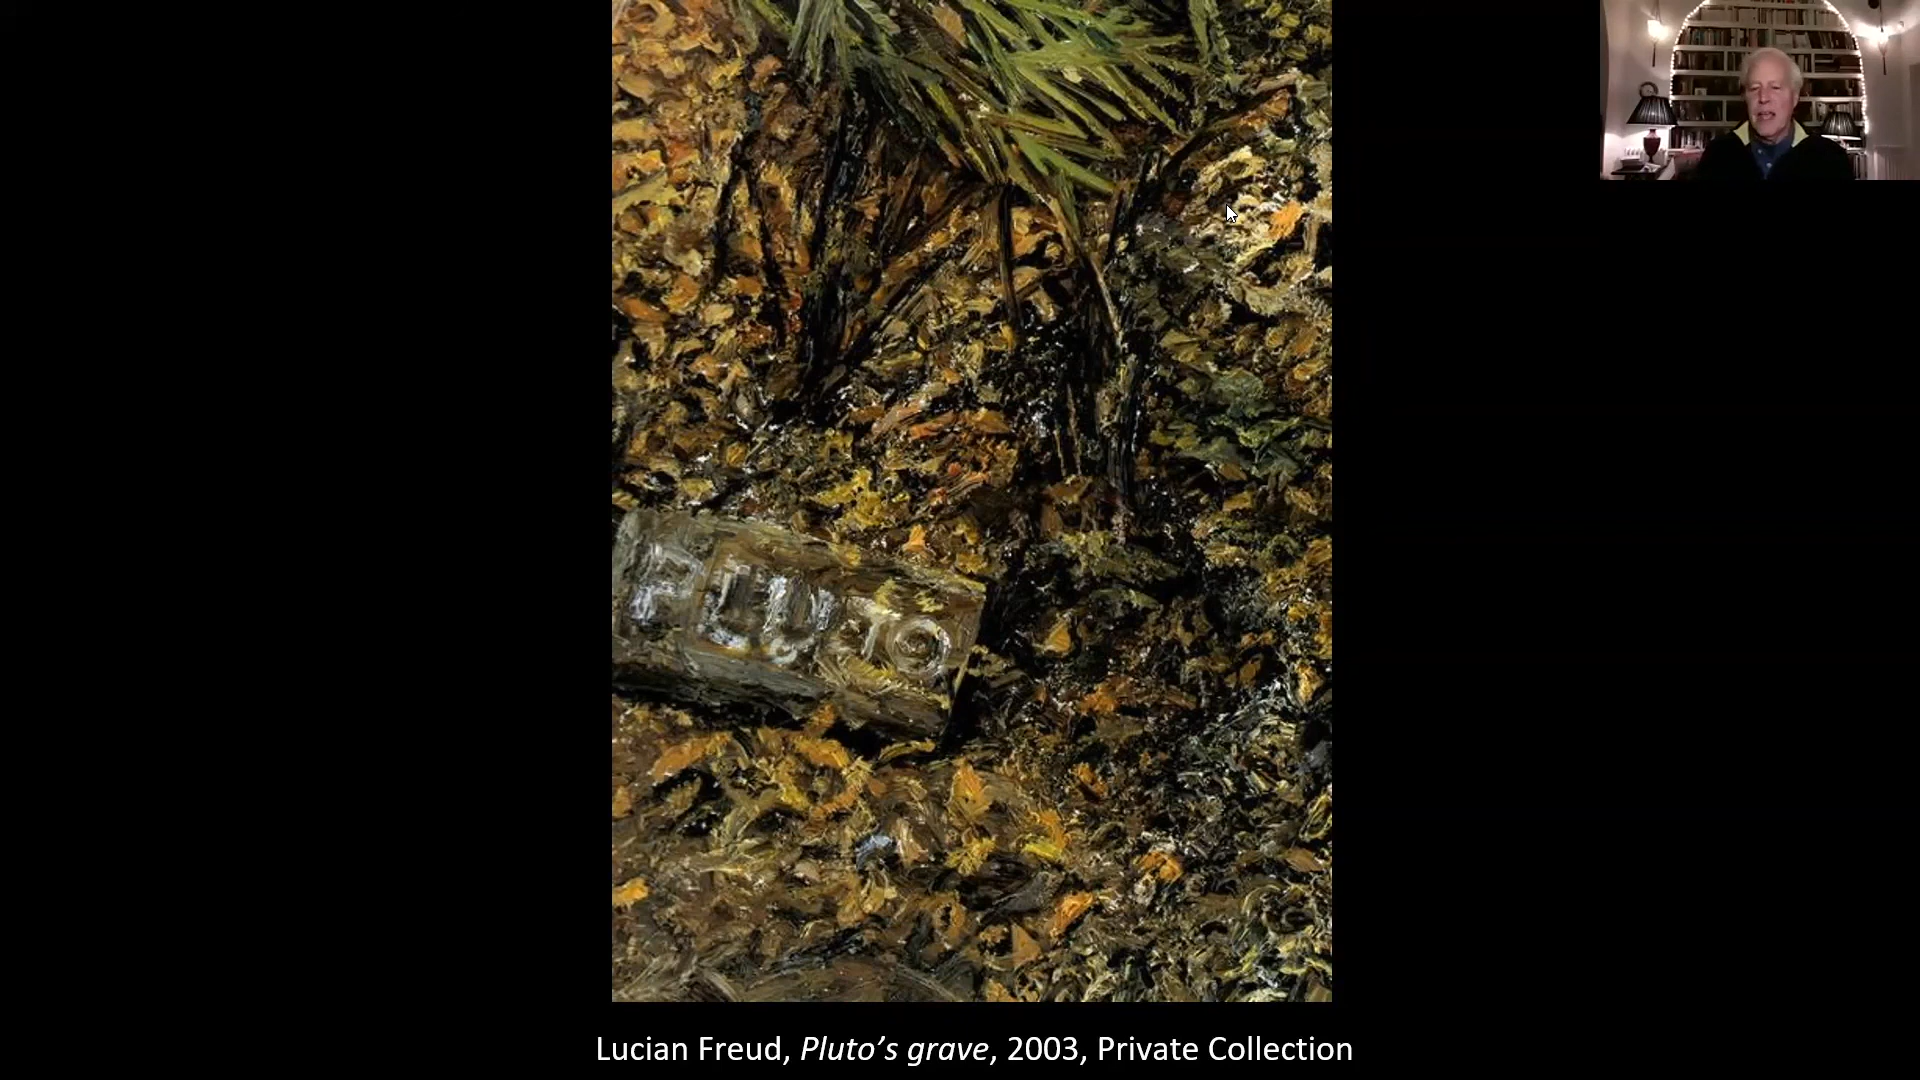 PLUTO
Lucian Freud, Pluto’s grave, 2003, Private Collection